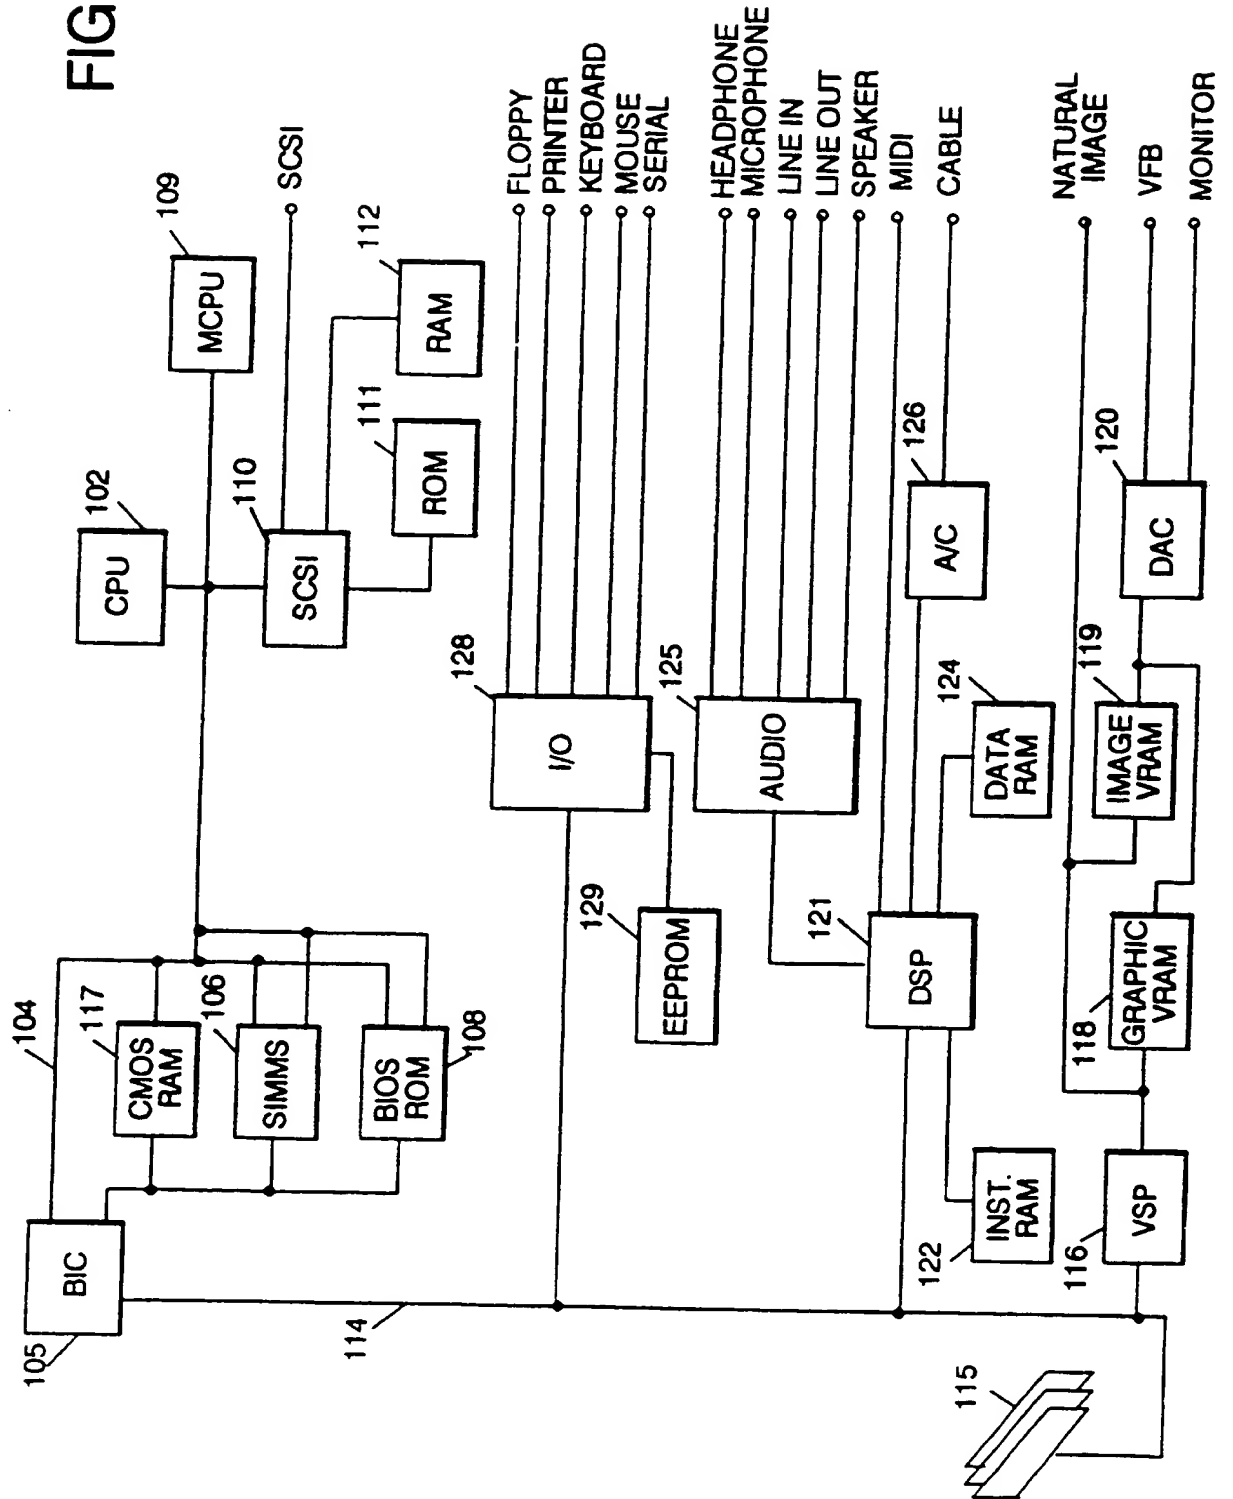 FIG
105
BIC
104
117
CMOS
RAM
106
SIMMS
BIOS
ROM
108
102
CPU
109
MCPU
110
SCSI
SCSI
111
ROM
112
RAM
114
128
I/O
FLOPPY
PRINTER
KEYBOARD
MOUSE
SERIAL
129
EEPROM
125
AUDIO
HEADPHONE
MICROPHONE
LINE IN
LINE OUT
SPEAKER
MIDI
121
DSP
126
A/C
CABLE
124
DATA
RAM
122
INST.
RAM
115
116
VSP
118
GRAPHIC
VRAM
119
IMAGE
VRAM
120
DAC
NATURAL
IMAGE
VFB
MONITOR